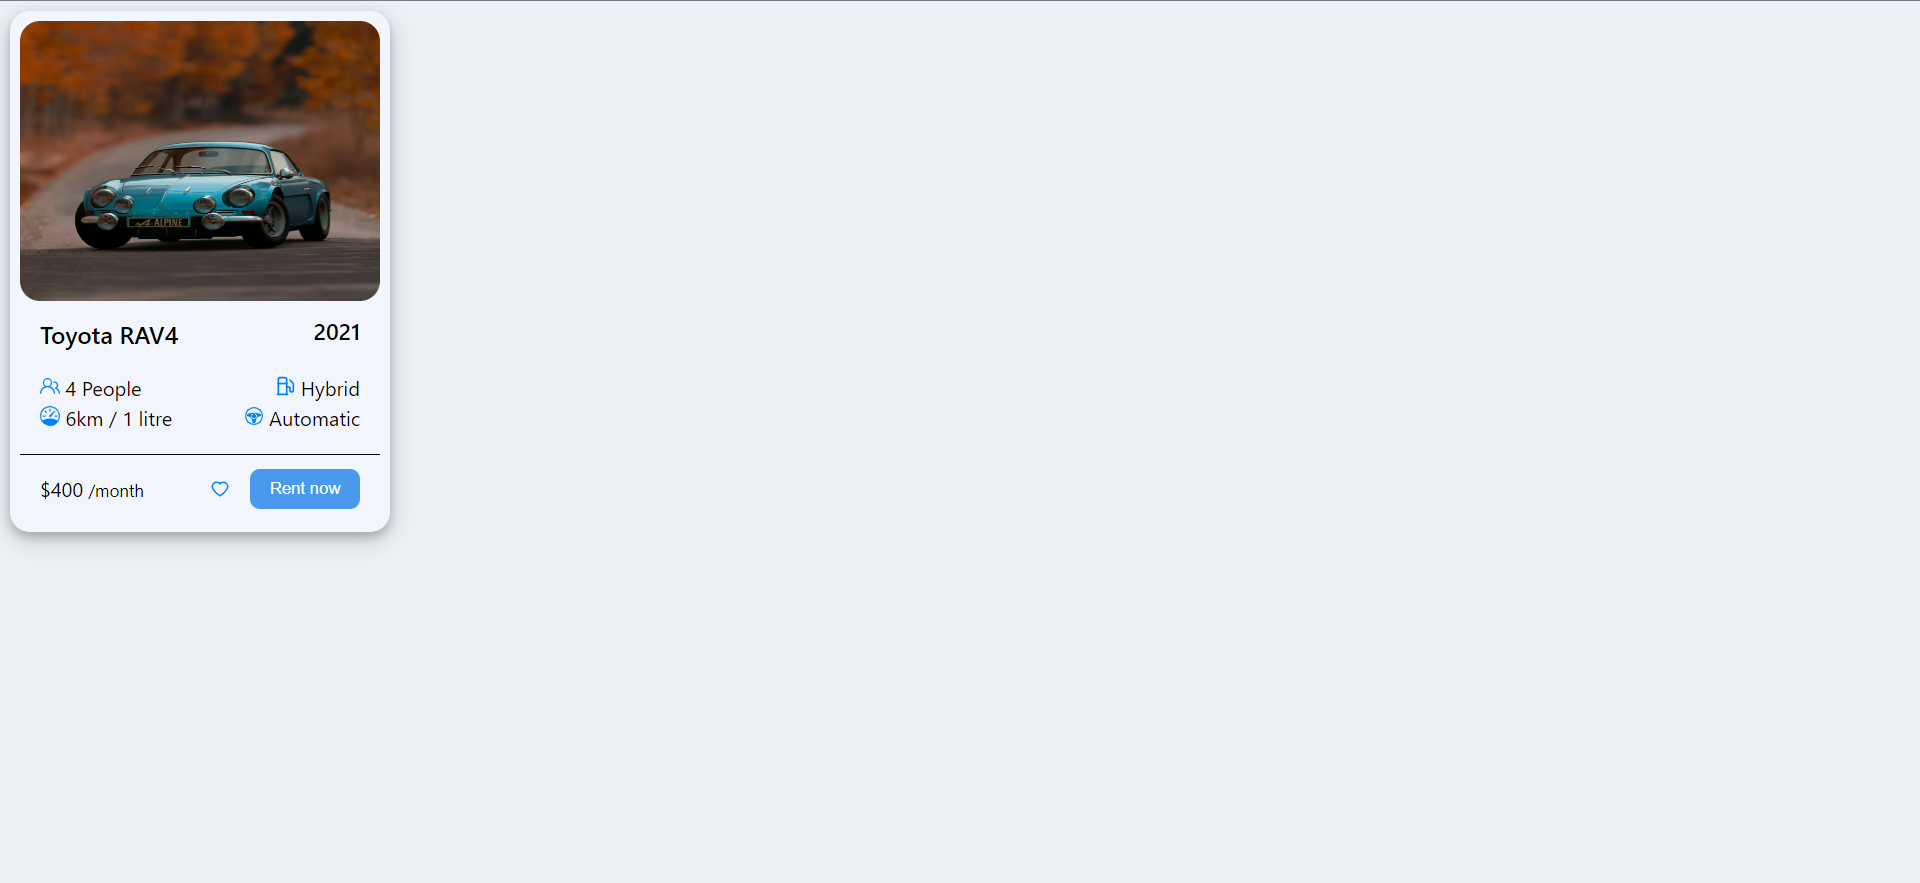 ALPINE
Toyota RAV4 2021
4 People Hybrid
6km / 1 litre Automatic
$400 /month Rent now